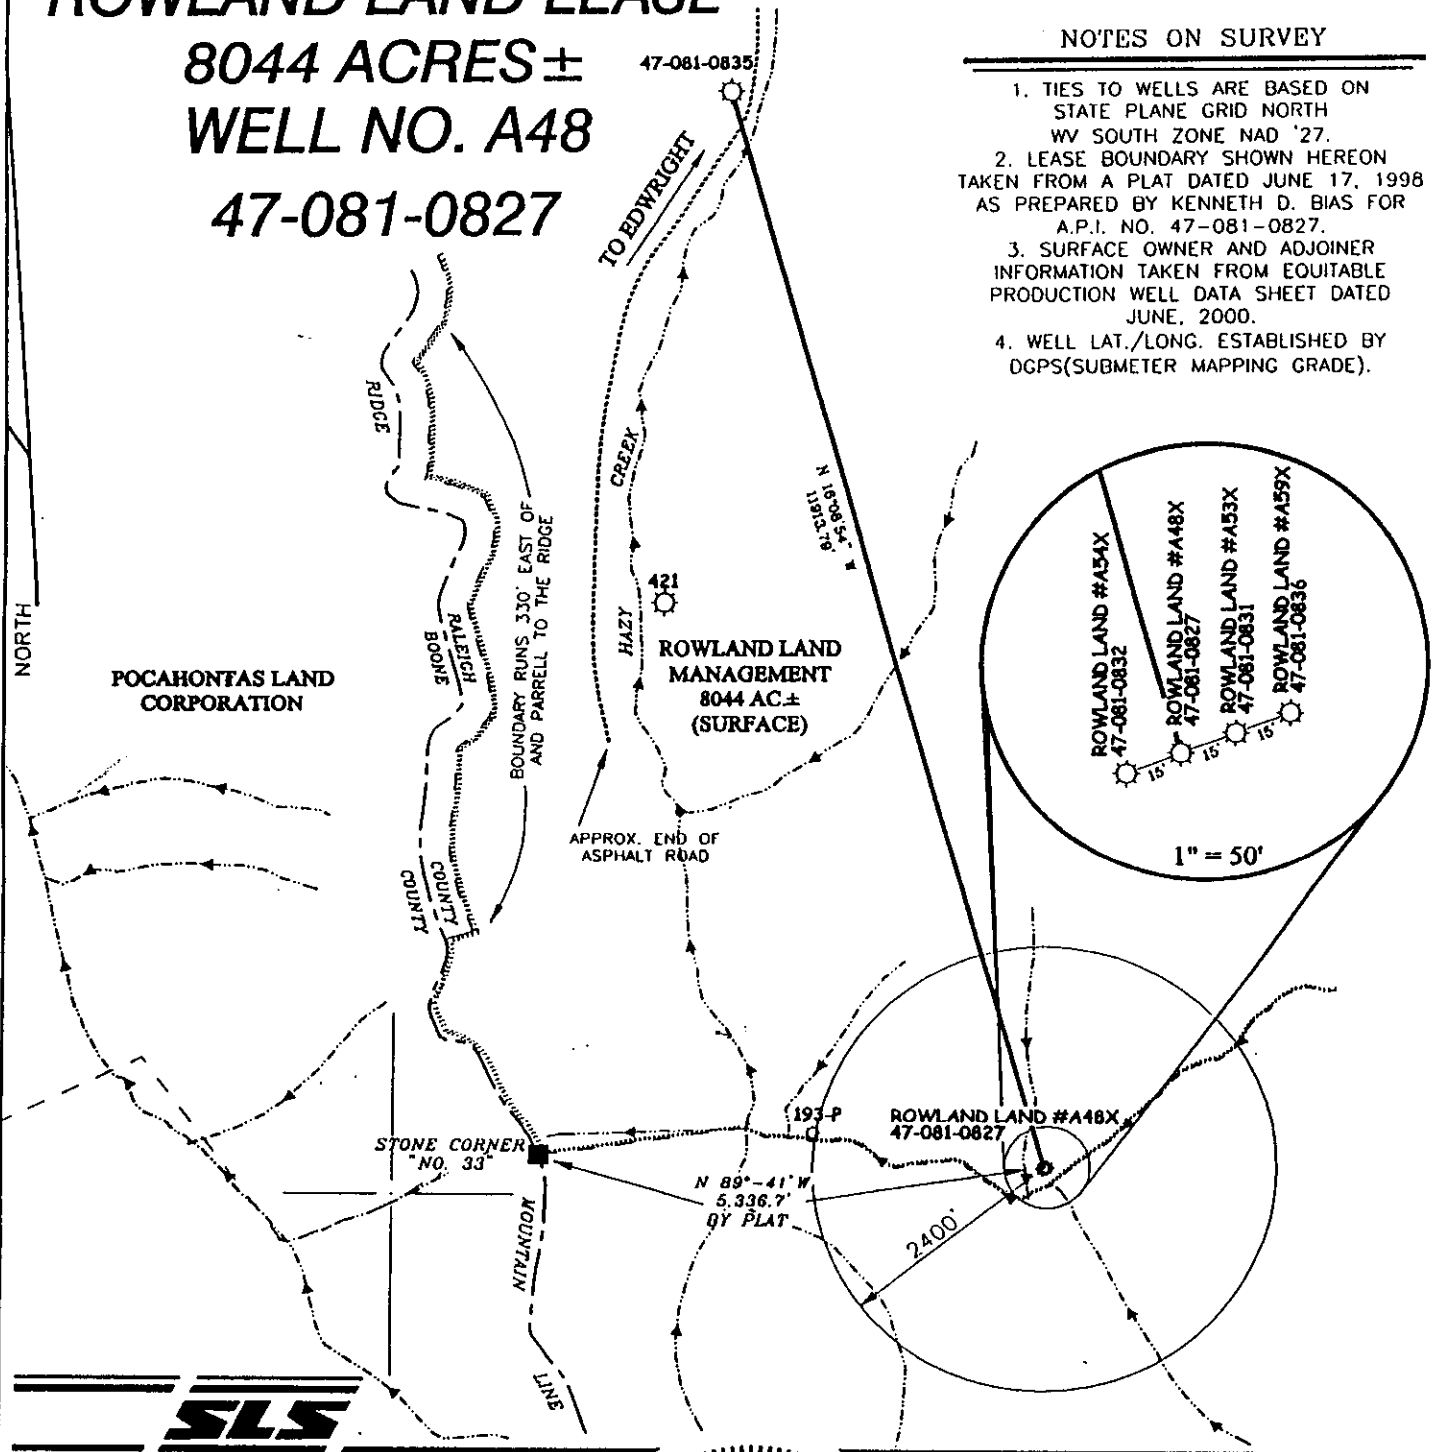 ROWLAND LAND LEASE
8044 ACRES ±
WELL NO. A48
47-081-0827
47-081-0835
NOTES ON SURVEY
1. TIES TO WELLS ARE BASED ON
STATE PLANE GRID NORTH
WV SOUTH ZONE NAD '27.
2. LEASE BOUNDARY SHOWN HEREON
TAKEN FROM A PLAT DATED JUNE 17, 1998
AS PREPARED BY KENNETH D. BIAS FOR
A.P.I. NO. 47-081-0827.
3. SURFACE OWNER AND ADJOINER
INFORMATION TAKEN FROM EQUITABLE
PRODUCTION WELL DATA SHEET DATED
JUNE, 2000.
4. WELL LAT./LONG. ESTABLISHED BY
DGPS(SUBMETER MAPPING GRADE).
TO EDWRIGHT
RIDGE
BOUNDARY RUNS 330' EAST OF
AND PARRELL TO THE RIDGE
HAZY CREEK
N 16°08'54" W
11913.78'
421
NORTH
POCAHONTAS LAND
CORPORATION
RALEIGH
BOONE
ROWLAND LAND
MANAGEMENT
8044 AC.±
(SURFACE)
ROWLAND LAND #A54X
47-081-0832
ROWLAND LAND #A48X
47-081-0827
ROWLAND LAND #A53X
47-081-0831
ROWLAND LAND #A59X
47-081-0836
15'
15'
15'
1" = 50'
APPROX. END OF
ASPHALT ROAD
COUNTY
COUNTY
STONE CORNER
"NO. 33"
193-P
ROWLAND LAND #A48X
47-081-0827
N 89°-41' W
5,336.7'
BY PLAT
2400'
MOUNTAIN
LINE
SLS